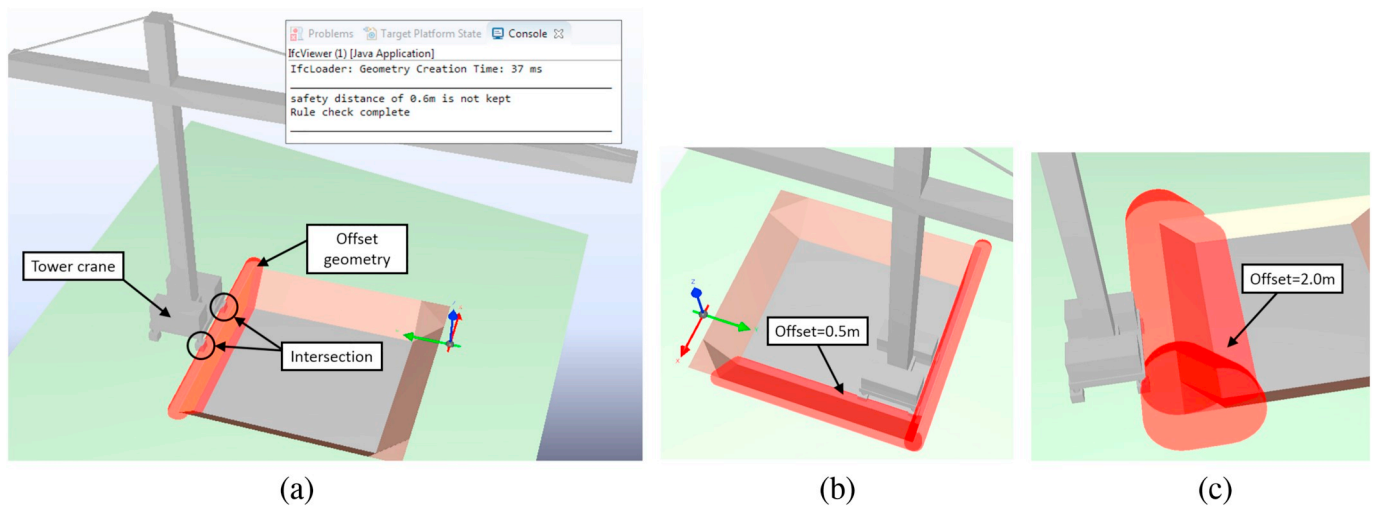 Problems Target Platform State Console
IfcViewer (1) [Java Application]
IfcLoader: Geometry Creation Time: 37 ms
safety distance of 0.6m is not kept
Rule check complete
Offset
geometry
Tower crane
Intersection
Offset=0.5m
Offset=2.0m
(a)
(b)
(c)